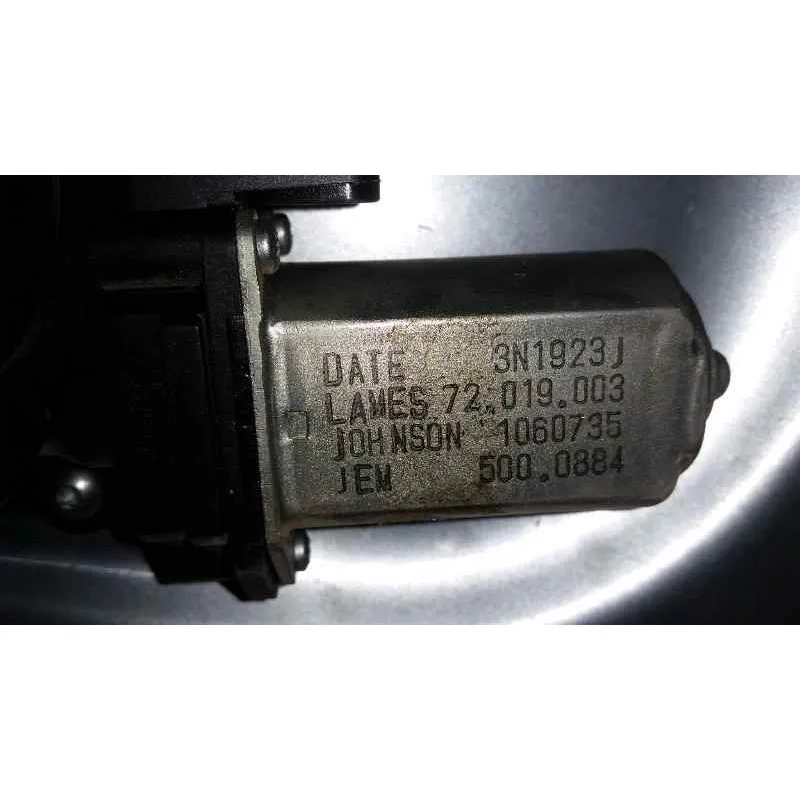 DATE 3N1923J
LAMES 72.019.003
JOHNSON 1060735
JEM 500.0884